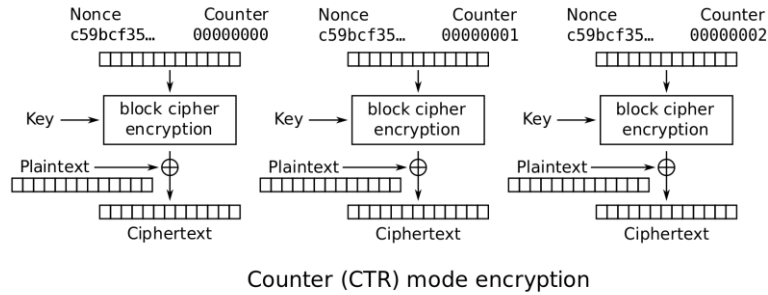 Nonce Counter Nonce Counter Nonce Counter
c59bcf35… 00000000 c59bcf35… 00000001 c59bcf35… 00000002
Key block cipher encryption Key block cipher encryption Key block cipher encryption
Plaintext Plaintext Plaintext
Ciphertext Ciphertext Ciphertext
Counter (CTR) mode encryption